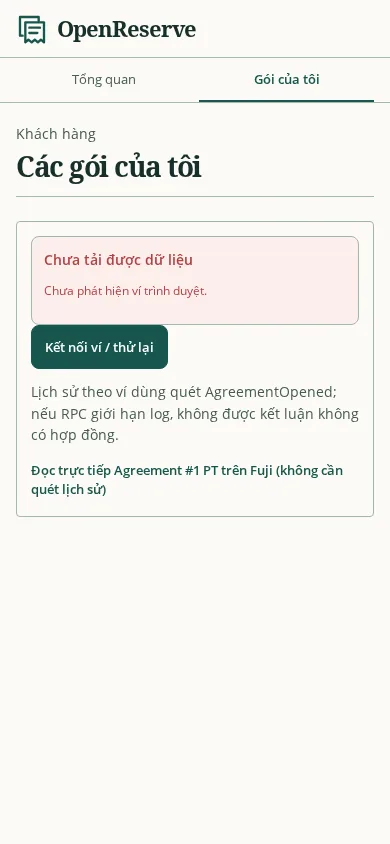 OpenReserve
Tổng quan
Gói của tôi
Khách hàng
Các gói của tôi
Chưa tải được dữ liệu
Chưa phát hiện ví trình duyệt.
Kết nối ví / thử lại
Lịch sử theo ví dùng quét AgreementOpened;
nếu RPC giới hạn log, không được kết luận không
có hợp đồng.
Đọc trực tiếp Agreement #1 PT trên Fuji (không cần
quét lịch sử)